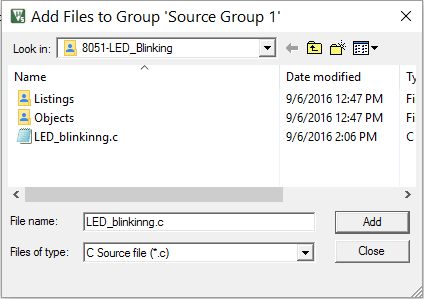 Add Files to Group 'Source Group 1'
Look in: 8051-LED_Blinking
Name Date modified Ty
Listings 9/6/2016 12:47 PM Fi
Objects 9/6/2016 12:47 PM Fi
LED_blinkinng.c 9/6/2016 2:06 PM C
File name: LED_blinkinng.c Add
Files of type: C Source file (*.c) Close